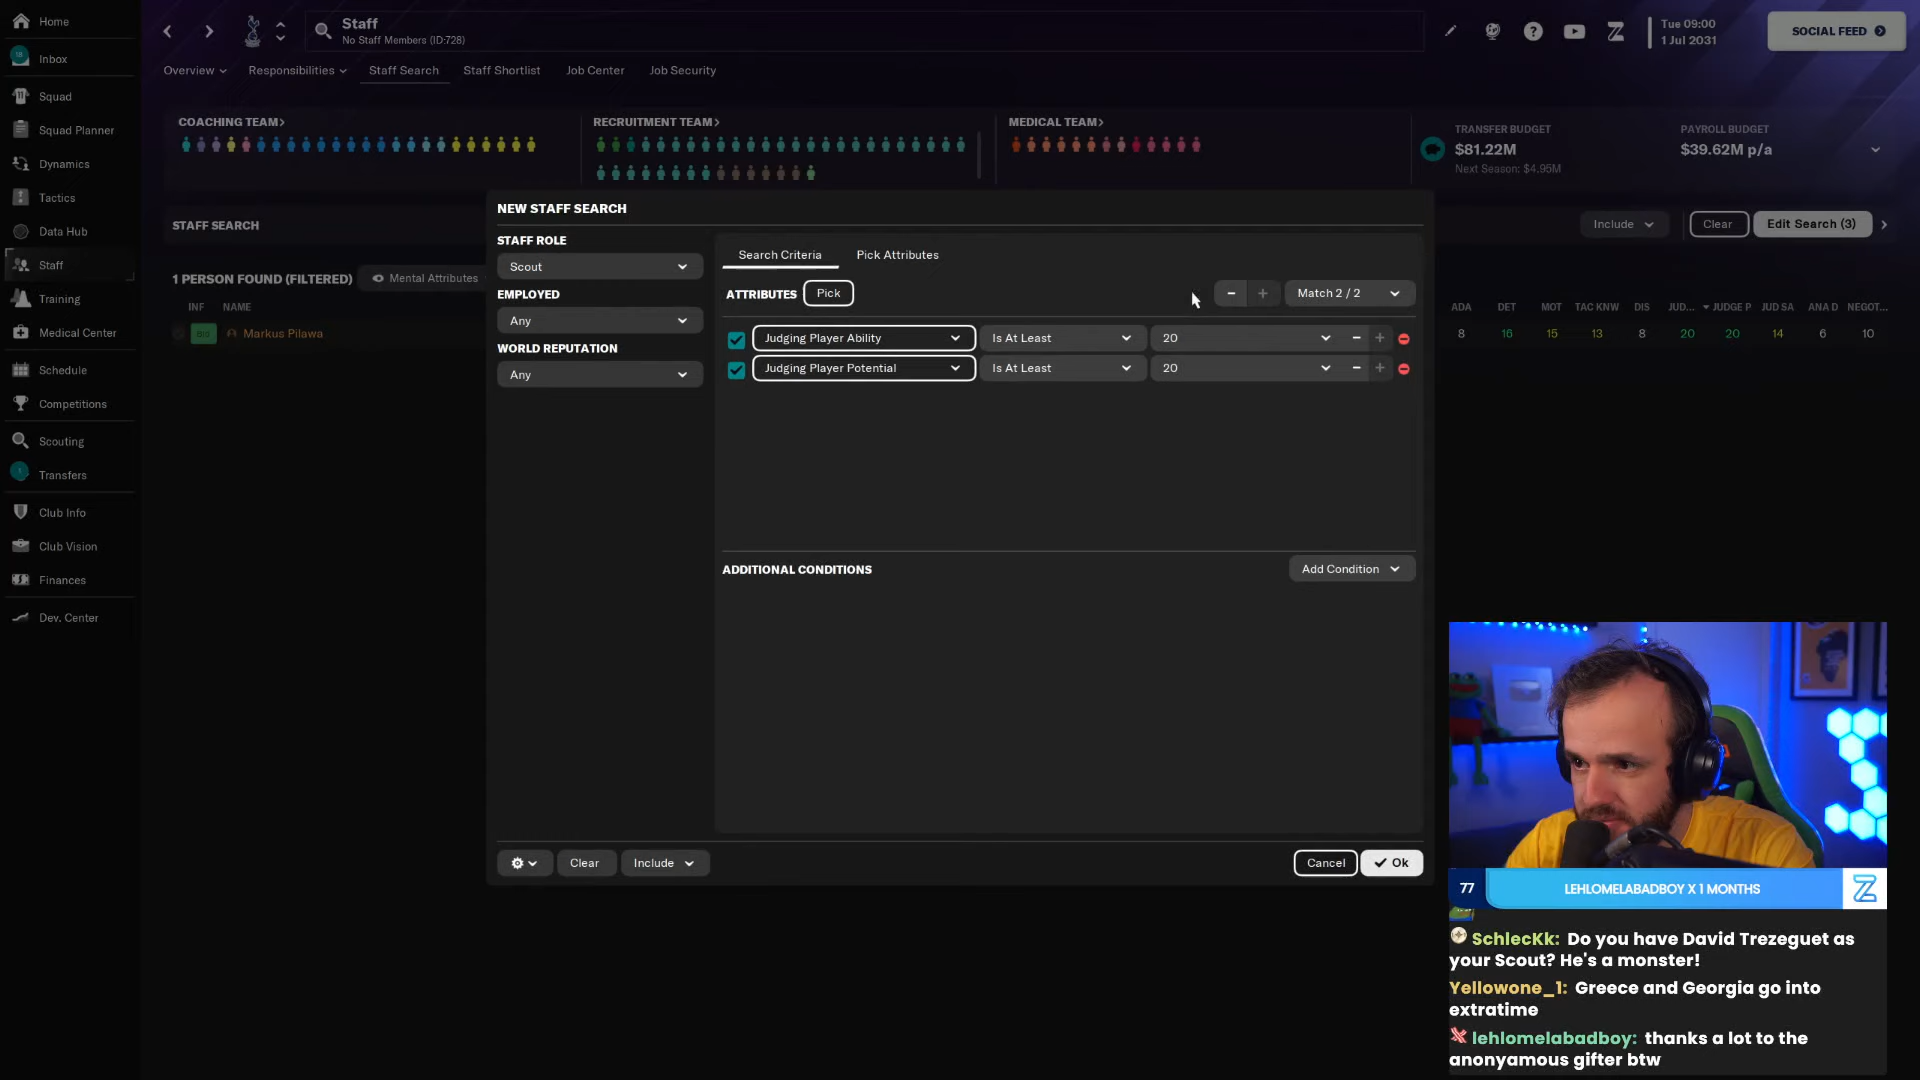 Home
Inbox
Squad
Squad Planner
Dynamics
Tactics
Data Hub
Staff
Training
Medical Center
Schedule
Competitions
Scouting
Transfers
Club Info
Club Vision
Finances
Dev. Center
Staff
No Staff Members (ID:728)
Tue 09:00
1 Jul 2031
SOCIAL FEED
Overview Responsibilities Staff Search Staff Shortlist Job Center Job Security
COACHING TEAM>
RECRUITMENT TEAM>
MEDICAL TEAM>
TRANSFER BUDGET
$81.22M
Next Season: $4.95M
PAYROLL BUDGET
$39.62M p/a
STAFF SEARCH
Include Clear Edit Search (3)
1 PERSON FOUND (FILTERED) Mental Attributes
INF NAME
ADA DET MOT TAC KNW DIS JUD... JUDGE P JUD SA ANA D NEGOT...
Markus Pilawa
8 16 15 13 8 20 20 14 6 10
NEW STAFF SEARCH
STAFF ROLE
Scout
EMPLOYED
Any
WORLD REPUTATION
Any
Search Criteria Pick Attributes
ATTRIBUTES Pick
Match 2 / 2
Judging Player Ability Is At Least 20
Judging Player Potential Is At Least 20
ADDITIONAL CONDITIONS
Add Condition
Clear Include
Cancel Ok
77 LEHLOMELABADBOY X 1 MONTHS
SchlecKk: Do you have David Trezeguet as
your Scout? He's a monster!
Yellowone_1: Greece and Georgia go into
extratime
lehlomelabadboy: thanks a lot to the
anonyamous gifter btw